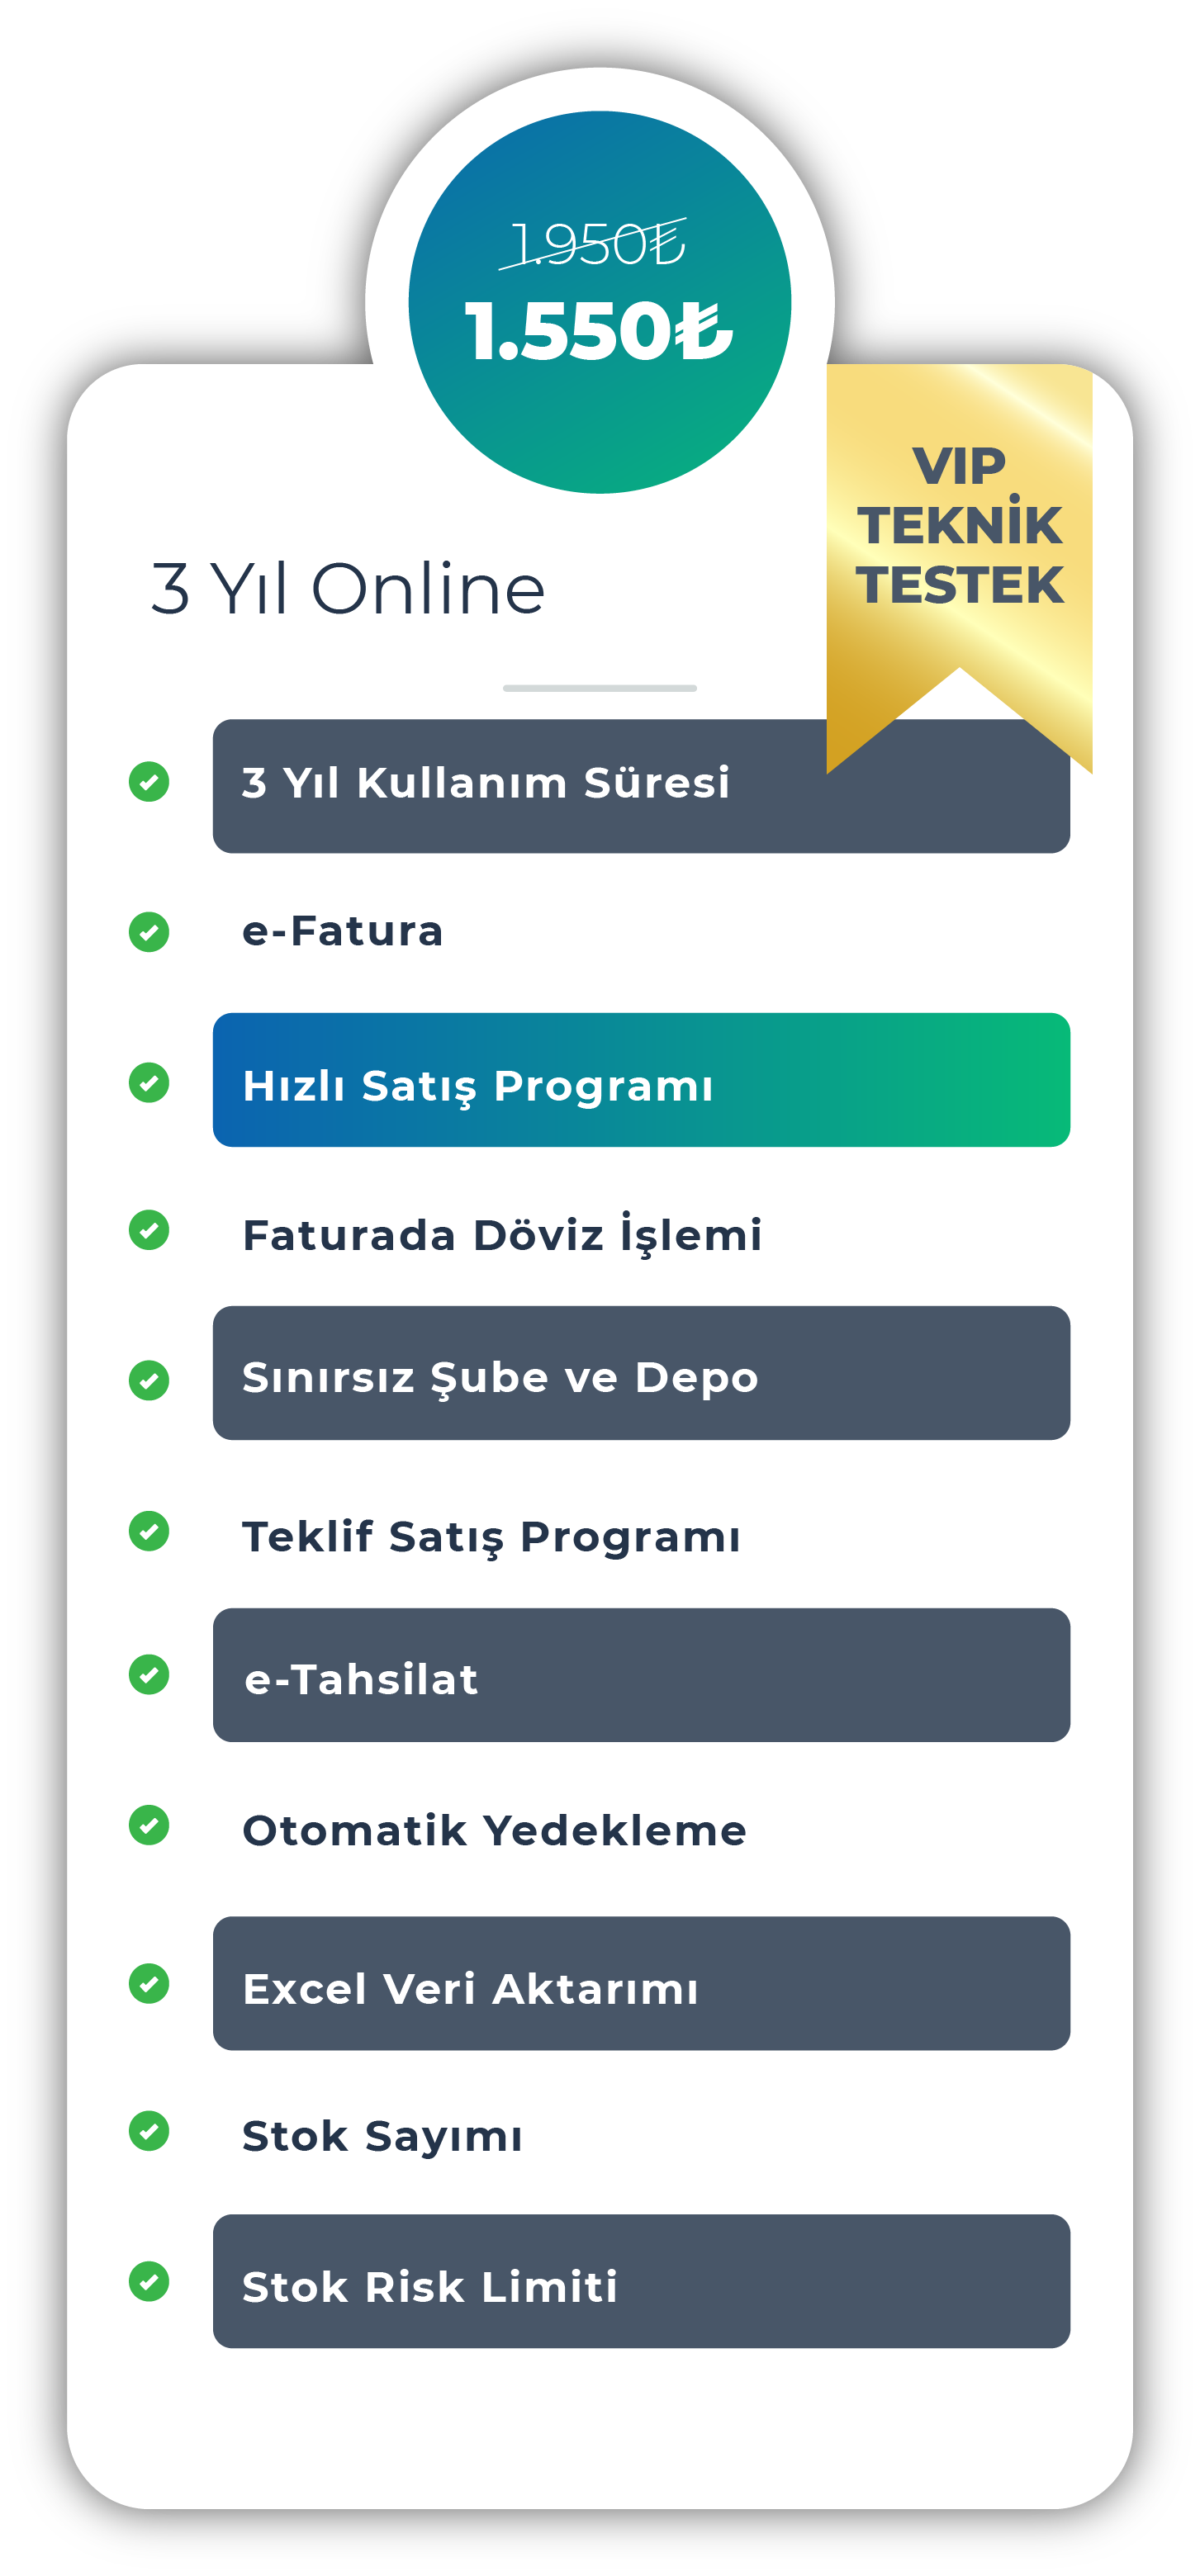 1.950₺
1.550₺
VIP
TEKNİK
TESTEK
3 Yıl Online
3 Yıl Kullanım Süresi
e-Fatura
Hızlı Satış Programı
Faturada Döviz İşlemi
Sınırsız Şube ve Depo
Teklif Satış Programı
e-Tahsilat
Otomatik Yedekleme
Excel Veri Aktarımı
Stok Sayımı
Stok Risk Limiti